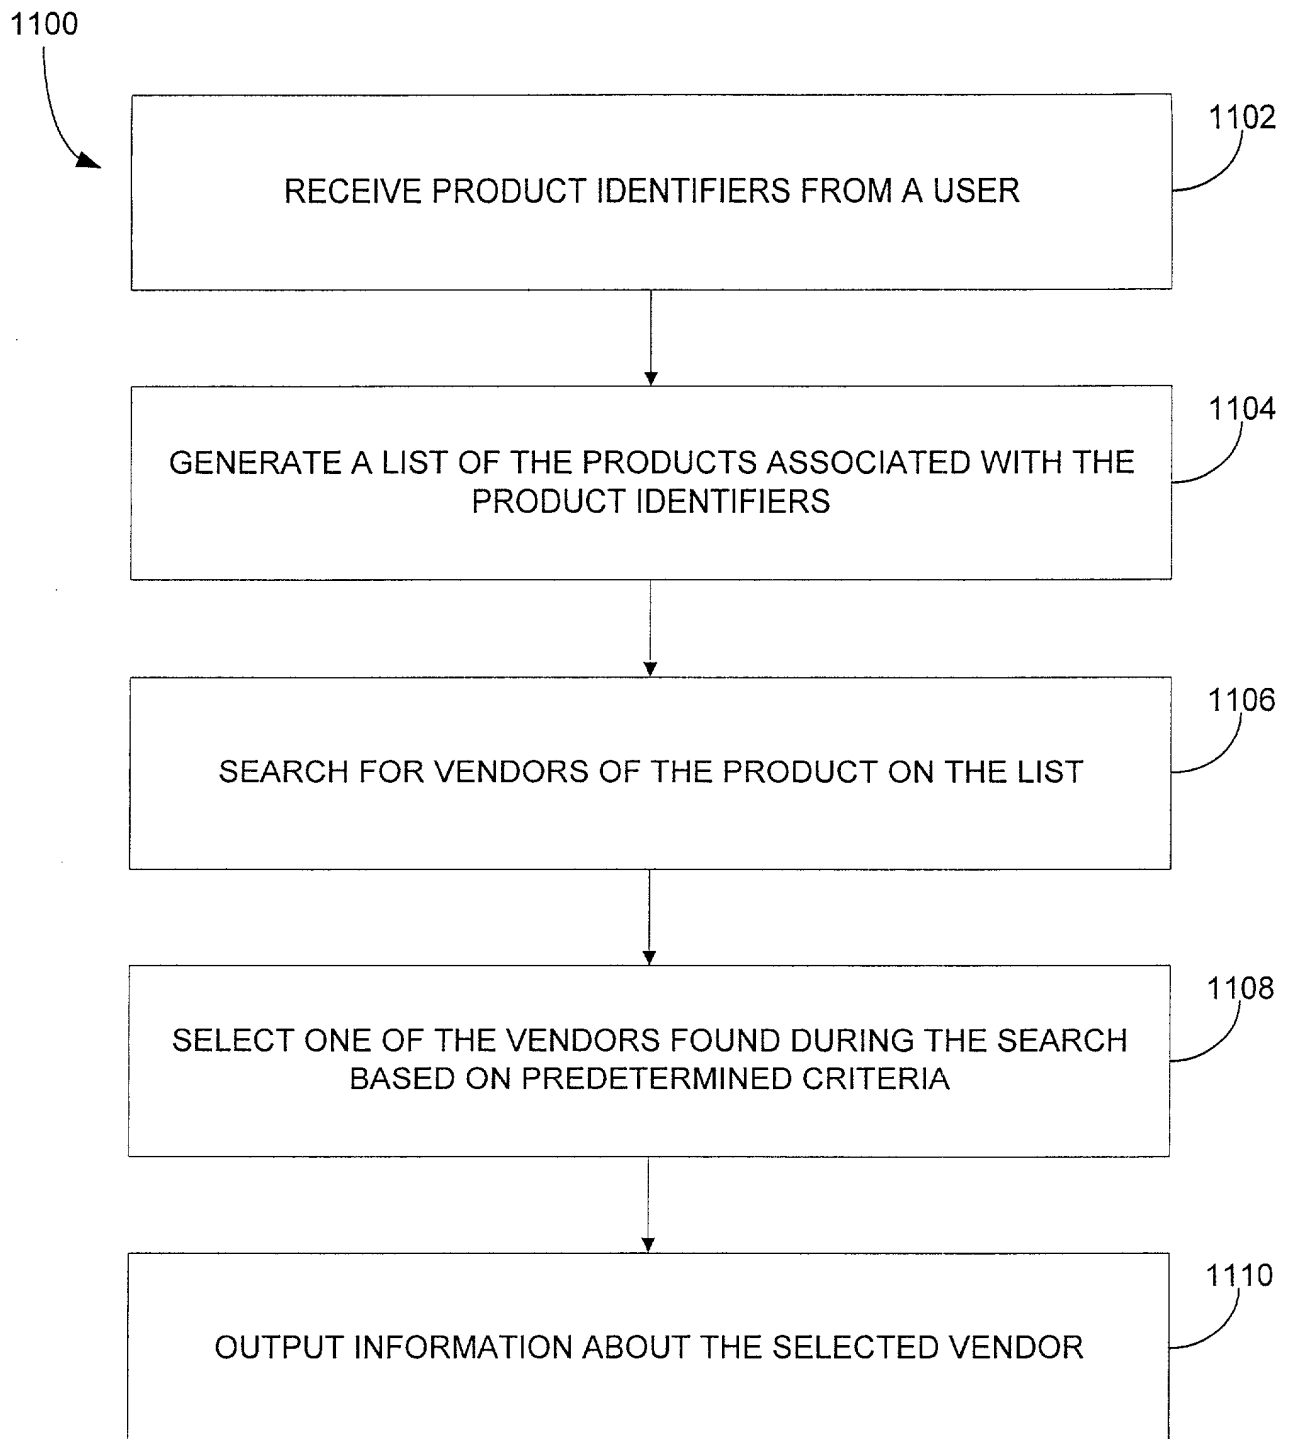 1100
1102
RECEIVE PRODUCT IDENTIFIERS FROM A USER
1104
GENERATE A LIST OF THE PRODUCTS ASSOCIATED WITH THE
PRODUCT IDENTIFIERS
1106
SEARCH FOR VENDORS OF THE PRODUCT ON THE LIST
1108
SELECT ONE OF THE VENDORS FOUND DURING THE SEARCH
BASED ON PREDETERMINED CRITERIA
1110
OUTPUT INFORMATION ABOUT THE SELECTED VENDOR